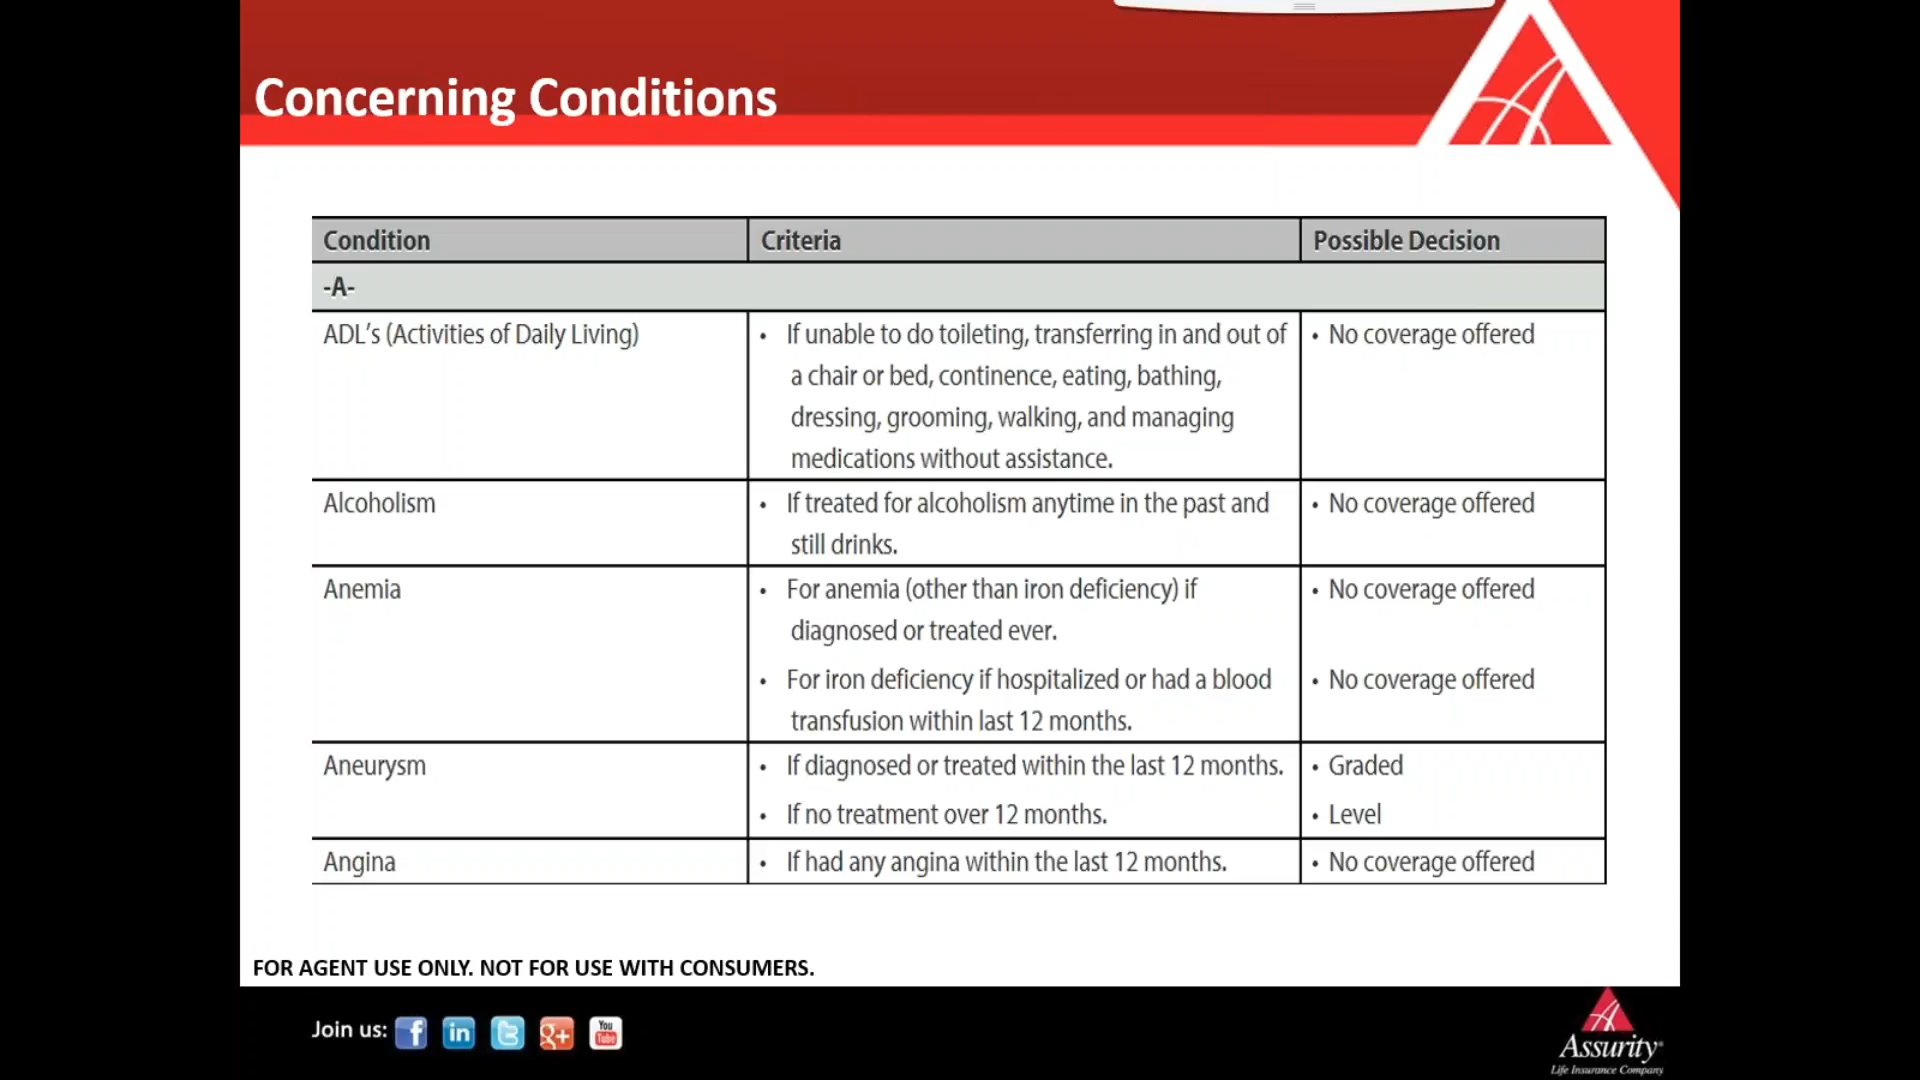 Concerning Conditions
Condition Criteria Possible Decision
-A-
ADL's (Activities of Daily Living) • If unable to do toileting, transferring in and out of • No coverage offered
a chair or bed, continence, eating, bathing,
dressing, grooming, walking, and managing
medications without assistance.
Alcoholism • If treated for alcoholism anytime in the past and • No coverage offered
still drinks.
Anemia • For anemia (other than iron deficiency) if • No coverage offered
diagnosed or treated ever.
• For iron deficiency if hospitalized or had a blood • No coverage offered
transfusion within last 12 months.
Aneurysm • If diagnosed or treated within the last 12 months. • Graded
• If no treatment over 12 months. • Level
Angina • If had any angina within the last 12 months. • No coverage offered
FOR AGENT USE ONLY. NOT FOR USE WITH CONSUMERS.
Join us: f in t g+ You Tube
Assurity®
Life Insurance Company